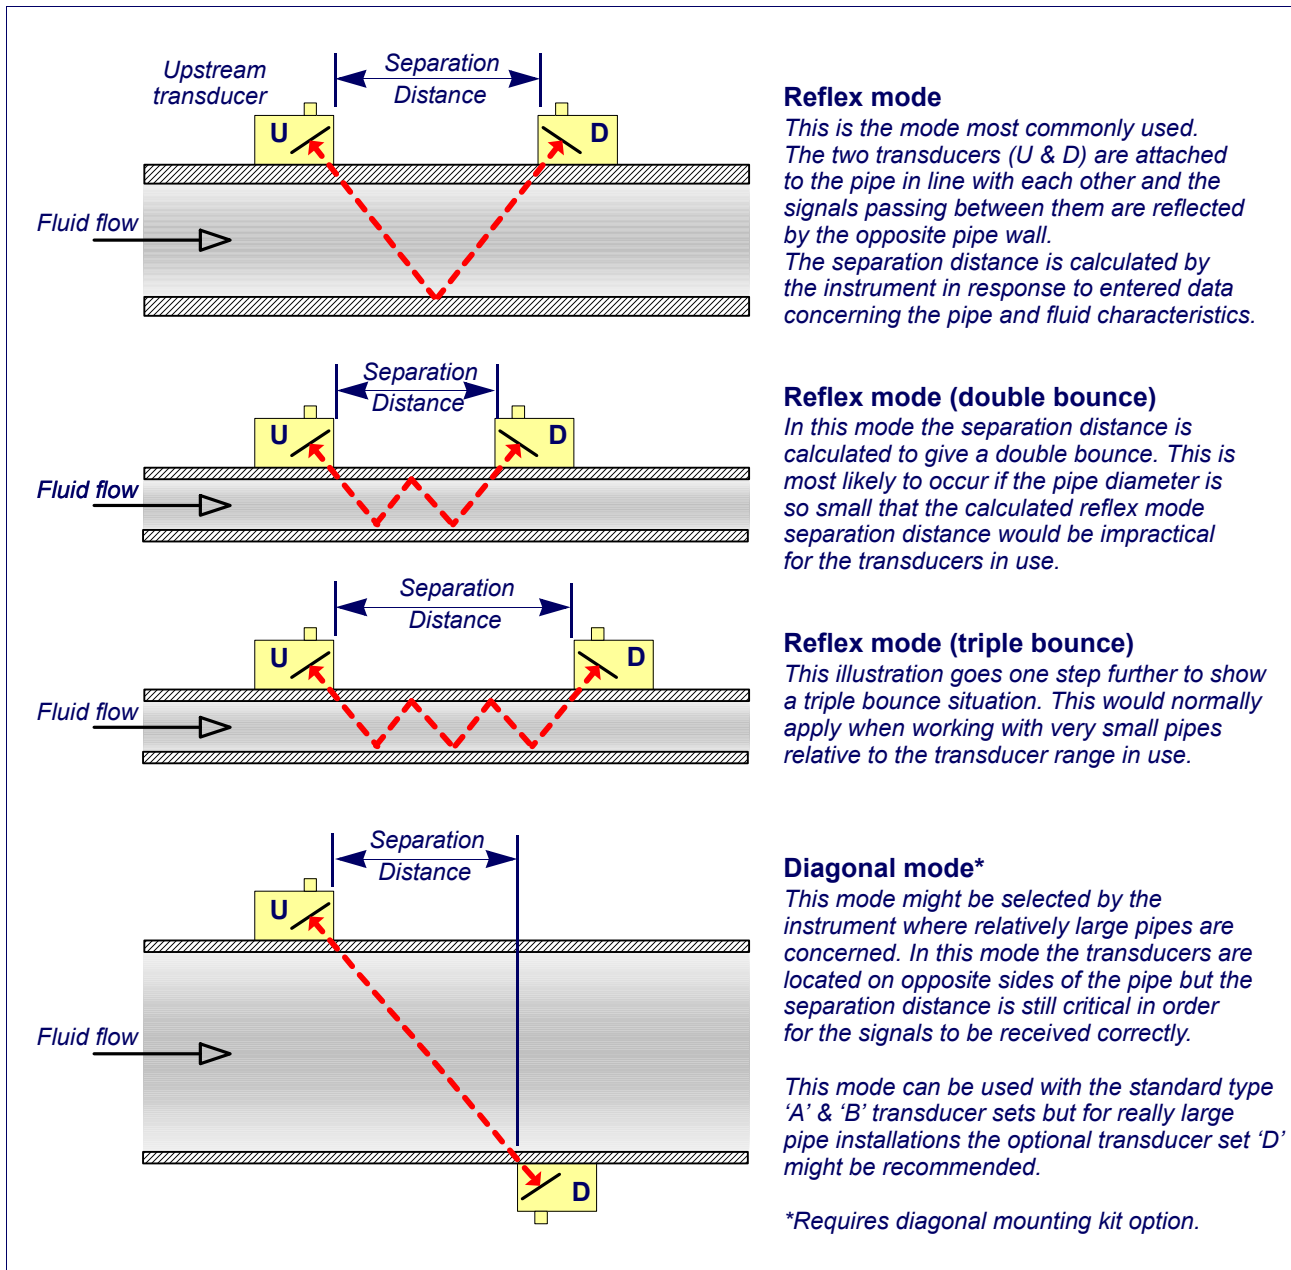 Upstream
transducer
Separation
Distance
U
D
Fluid flow
Reflex mode
This is the mode most commonly used.
The two transducers (U & D) are attached
to the pipe in line with each other and the
signals passing between them are reflected
by the opposite pipe wall.
The separation distance is calculated by
the instrument in response to entered data
concerning the pipe and fluid characteristics.
Separation
Distance
U
D
Fluid flow
Reflex mode (double bounce)
In this mode the separation distance is
calculated to give a double bounce. This is
most likely to occur if the pipe diameter is
so small that the calculated reflex mode
separation distance would be impractical
for the transducers in use.
Separation
Distance
U
D
Fluid flow
Reflex mode (triple bounce)
This illustration goes one step further to show
a triple bounce situation. This would normally
apply when working with very small pipes
relative to the transducer range in use.
Separation
Distance
U
Fluid flow
D
Diagonal mode*
This mode might be selected by the
instrument where relatively large pipes are
concerned. In this mode the transducers are
located on opposite sides of the pipe but the
separation distance is still critical in order
for the signals to be received correctly.
This mode can be used with the standard type
‘A’ & ‘B’ transducer sets but for really large
pipe installations the optional transducer set ‘D’
might be recommended.
*Requires diagonal mounting kit option.